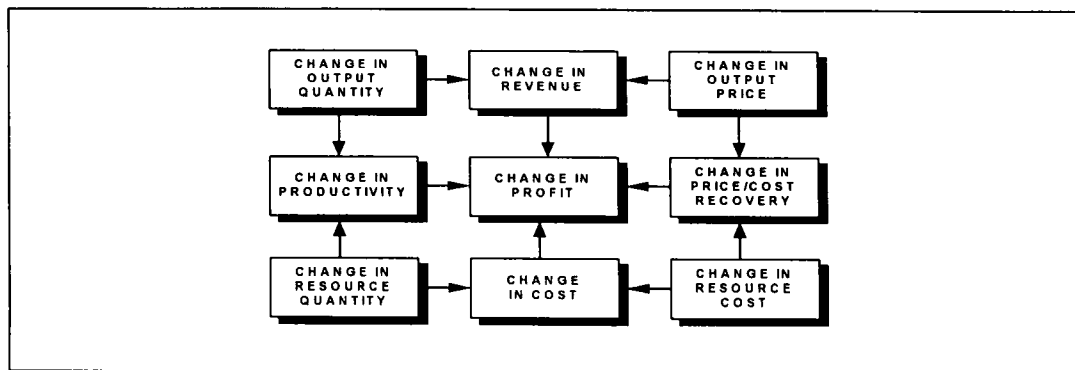 CHANGE IN
OUTPUT
QUANTITY
CHANGE IN
REVENUE
CHANGE IN
OUTPUT
PRICE
CHANGE IN
PRODUCTIVITY
CHANGE IN
PROFIT
CHANGE IN
PRICE/COST
RECOVERY
CHANGE IN
RESOURCE
QUANTITY
CHANGE
IN COST
CHANGE IN
RESOURCE
COST